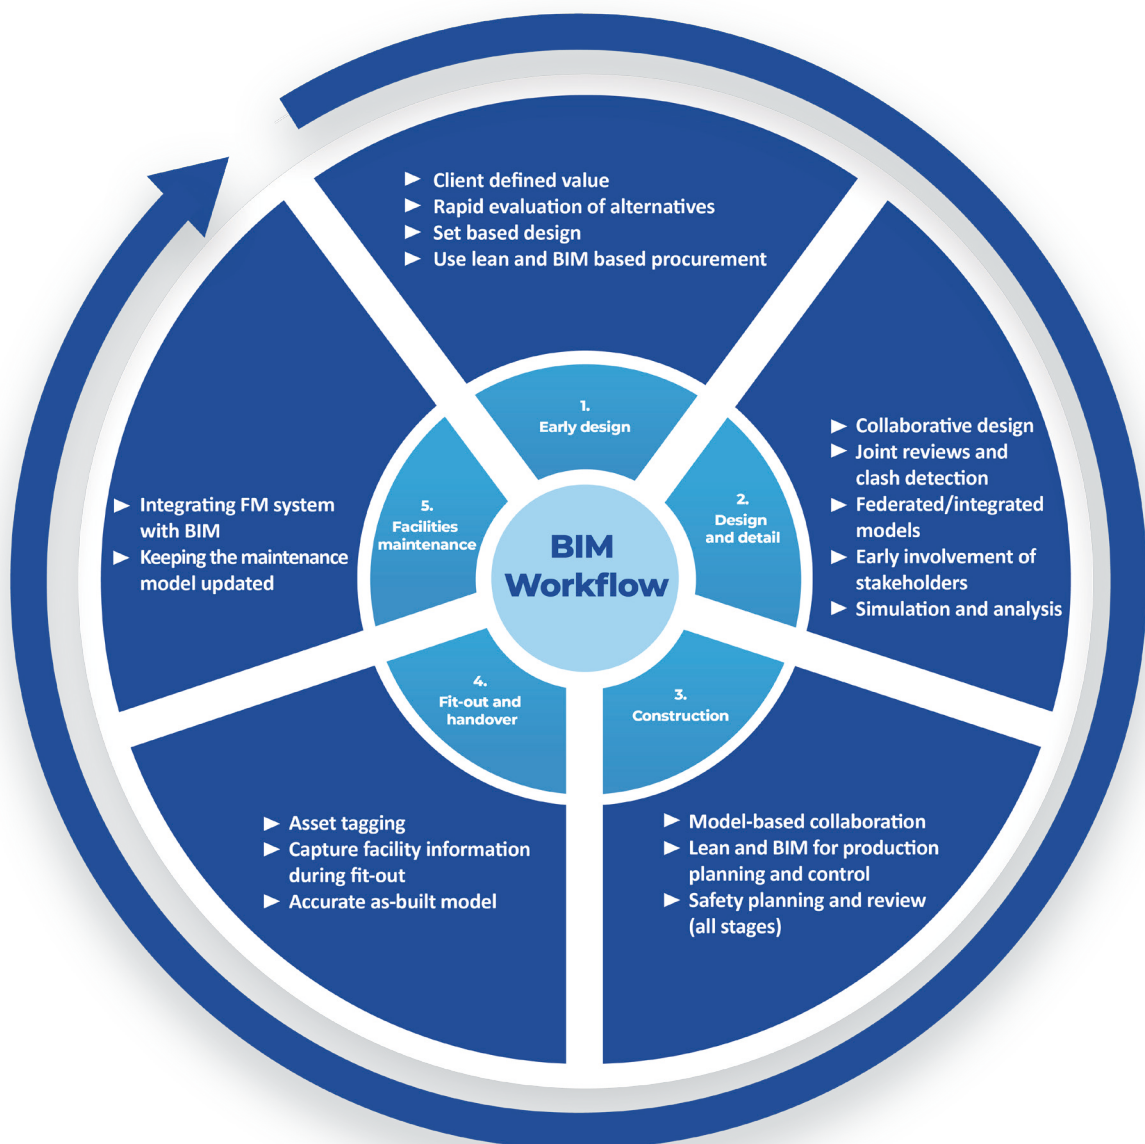 BIM
Workflow
1.
Early design
► Client defined value
► Rapid evaluation of alternatives
► Set based design
► Use lean and BIM based procurement
2.
Design
and detail
► Collaborative design
► Joint reviews and
clash detection
► Federated/integrated
models
► Early involvement of
stakeholders
► Simulation and analysis
3.
Construction
► Model-based collaboration
► Lean and BIM for production
planning and control
► Safety planning and review
(all stages)
4.
Fit-out and
handover
► Asset tagging
► Capture facility information
during fit-out
► Accurate as-built model
5.
Facilities
maintenance
► Integrating FM system
with BIM
► Keeping the maintenance
model updated